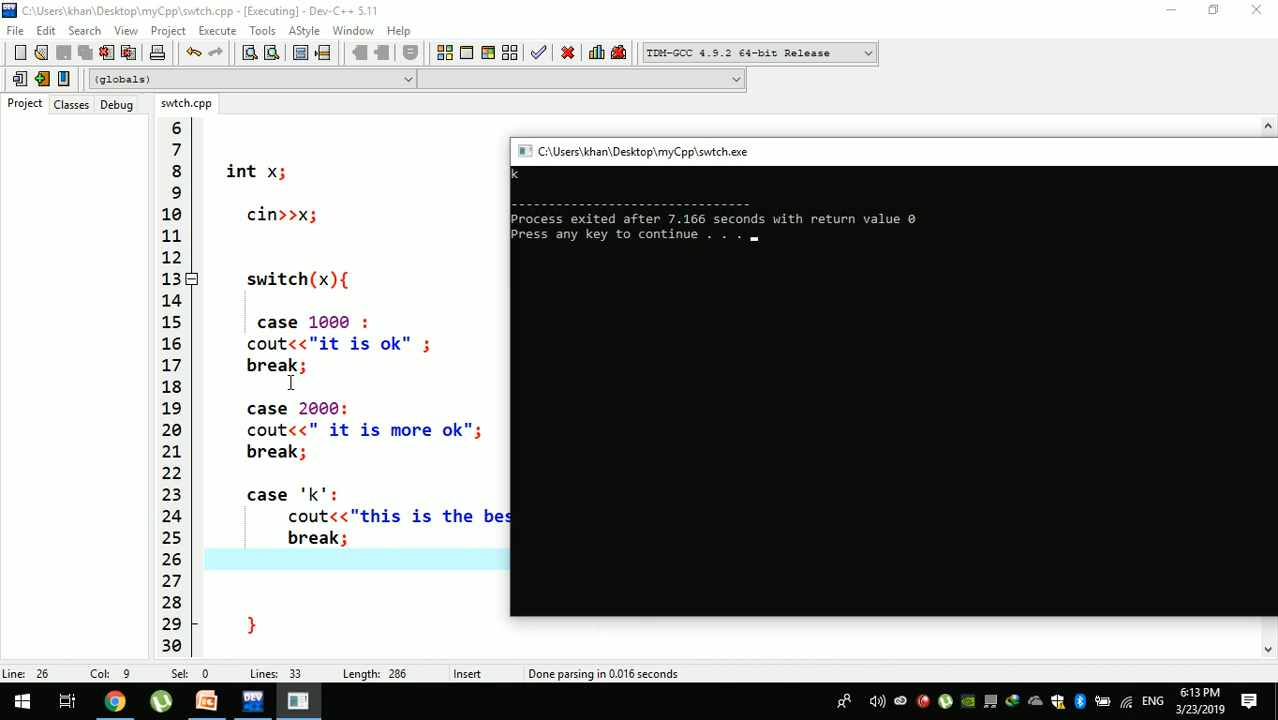 C:\Users\khan\Desktop\myCpp\swtch.cpp - [Executing] - Dev-C++ 5.11
File Edit Search View Project Execute Tools AStyle Window Help
TDM-GCC 4.9.2 64-bit Release
(globals)
Project Classes Debug
swtch.cpp
6
7
8 int x;
9
10 cin>>x;
11
12
13 switch(x){
14
15 case 1000 :
16 cout<<"it is ok" ;
17 break;
18
19 case 2000:
20 cout<<" it is more ok";
21 break;
22
23 case 'k':
24 cout<<"this is the bes
25 break;
26
27
28
29 }
30
C:\Users\khan\Desktop\myCpp\swtch.exe
k
--------------------------------
Process exited after 7.166 seconds with return value 0
Press any key to continue . . .
Line: 26 Col: 9 Sel: 0 Lines: 33 Length: 286 Insert Done parsing in 0.016 seconds
DEV
ENG
6:13 PM
3/23/2019